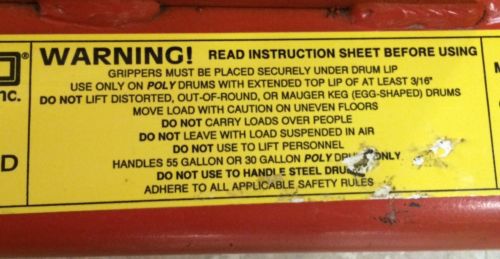 WARNING! READ INSTRUCTION SHEET BEFORE USING
GRIPPERS MUST BE PLACED SECURELY UNDER DRUM LIP
USE ONLY ON POLY DRUMS WITH EXTENDED TOP LIP OF AT LEAST 3/16"
DO NOT LIFT DISTORTED, OUT-OF-ROUND, OR MAUGER KEG (EGG-SHAPED) DRUMS
nc.
MOVE LOAD WITH CAUTION ON UNEVEN FLOORS
DO NOT CARRY LOADS OVER PEOPLE
DO NOT LEAVE WITH LOAD SUSPENDED IN AIR
D
DO NOT USE TO LIFT PERSONNEL
HANDLES 55 GALLON OR 30 GALLON POLY DRUMS ONLY
DO NOT USE TO HANDLE STEEL DRUMS
ADHERE TO ALL APPLICABLE SAFETY RULES